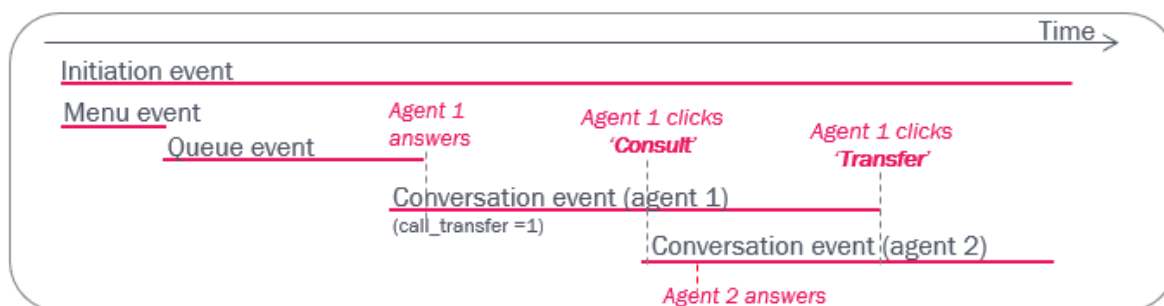 Time
Initiation event
Menu event
Agent 1
answers
Agent 1 clicks
‘Consult’
Agent 1 clicks
‘Transfer’
Queue event
Conversation event (agent 1)
(call_transfer =1)
Conversation event (agent 2)
Agent 2 answers